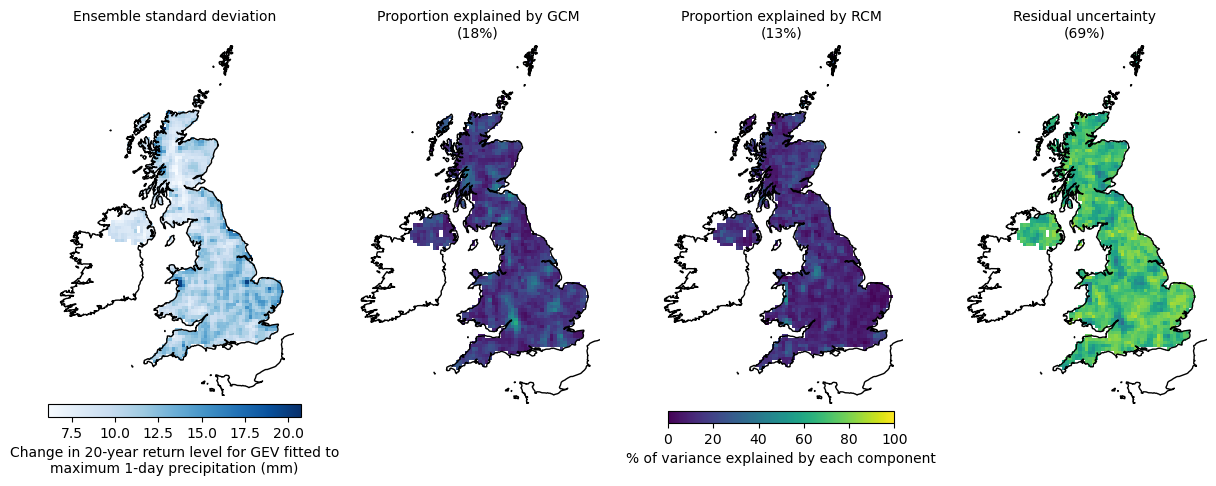 Ensemble standard deviation
Proportion explained by GCM
(18%)
Proportion explained by RCM
(13%)
Residual uncertainty
(69%)
7.5 10.0 12.5 15.0 17.5 20.0
Change in 20-year return level for GEV fitted to
maximum 1-day precipitation (mm)
0 20 40 60 80 100
% of variance explained by each component